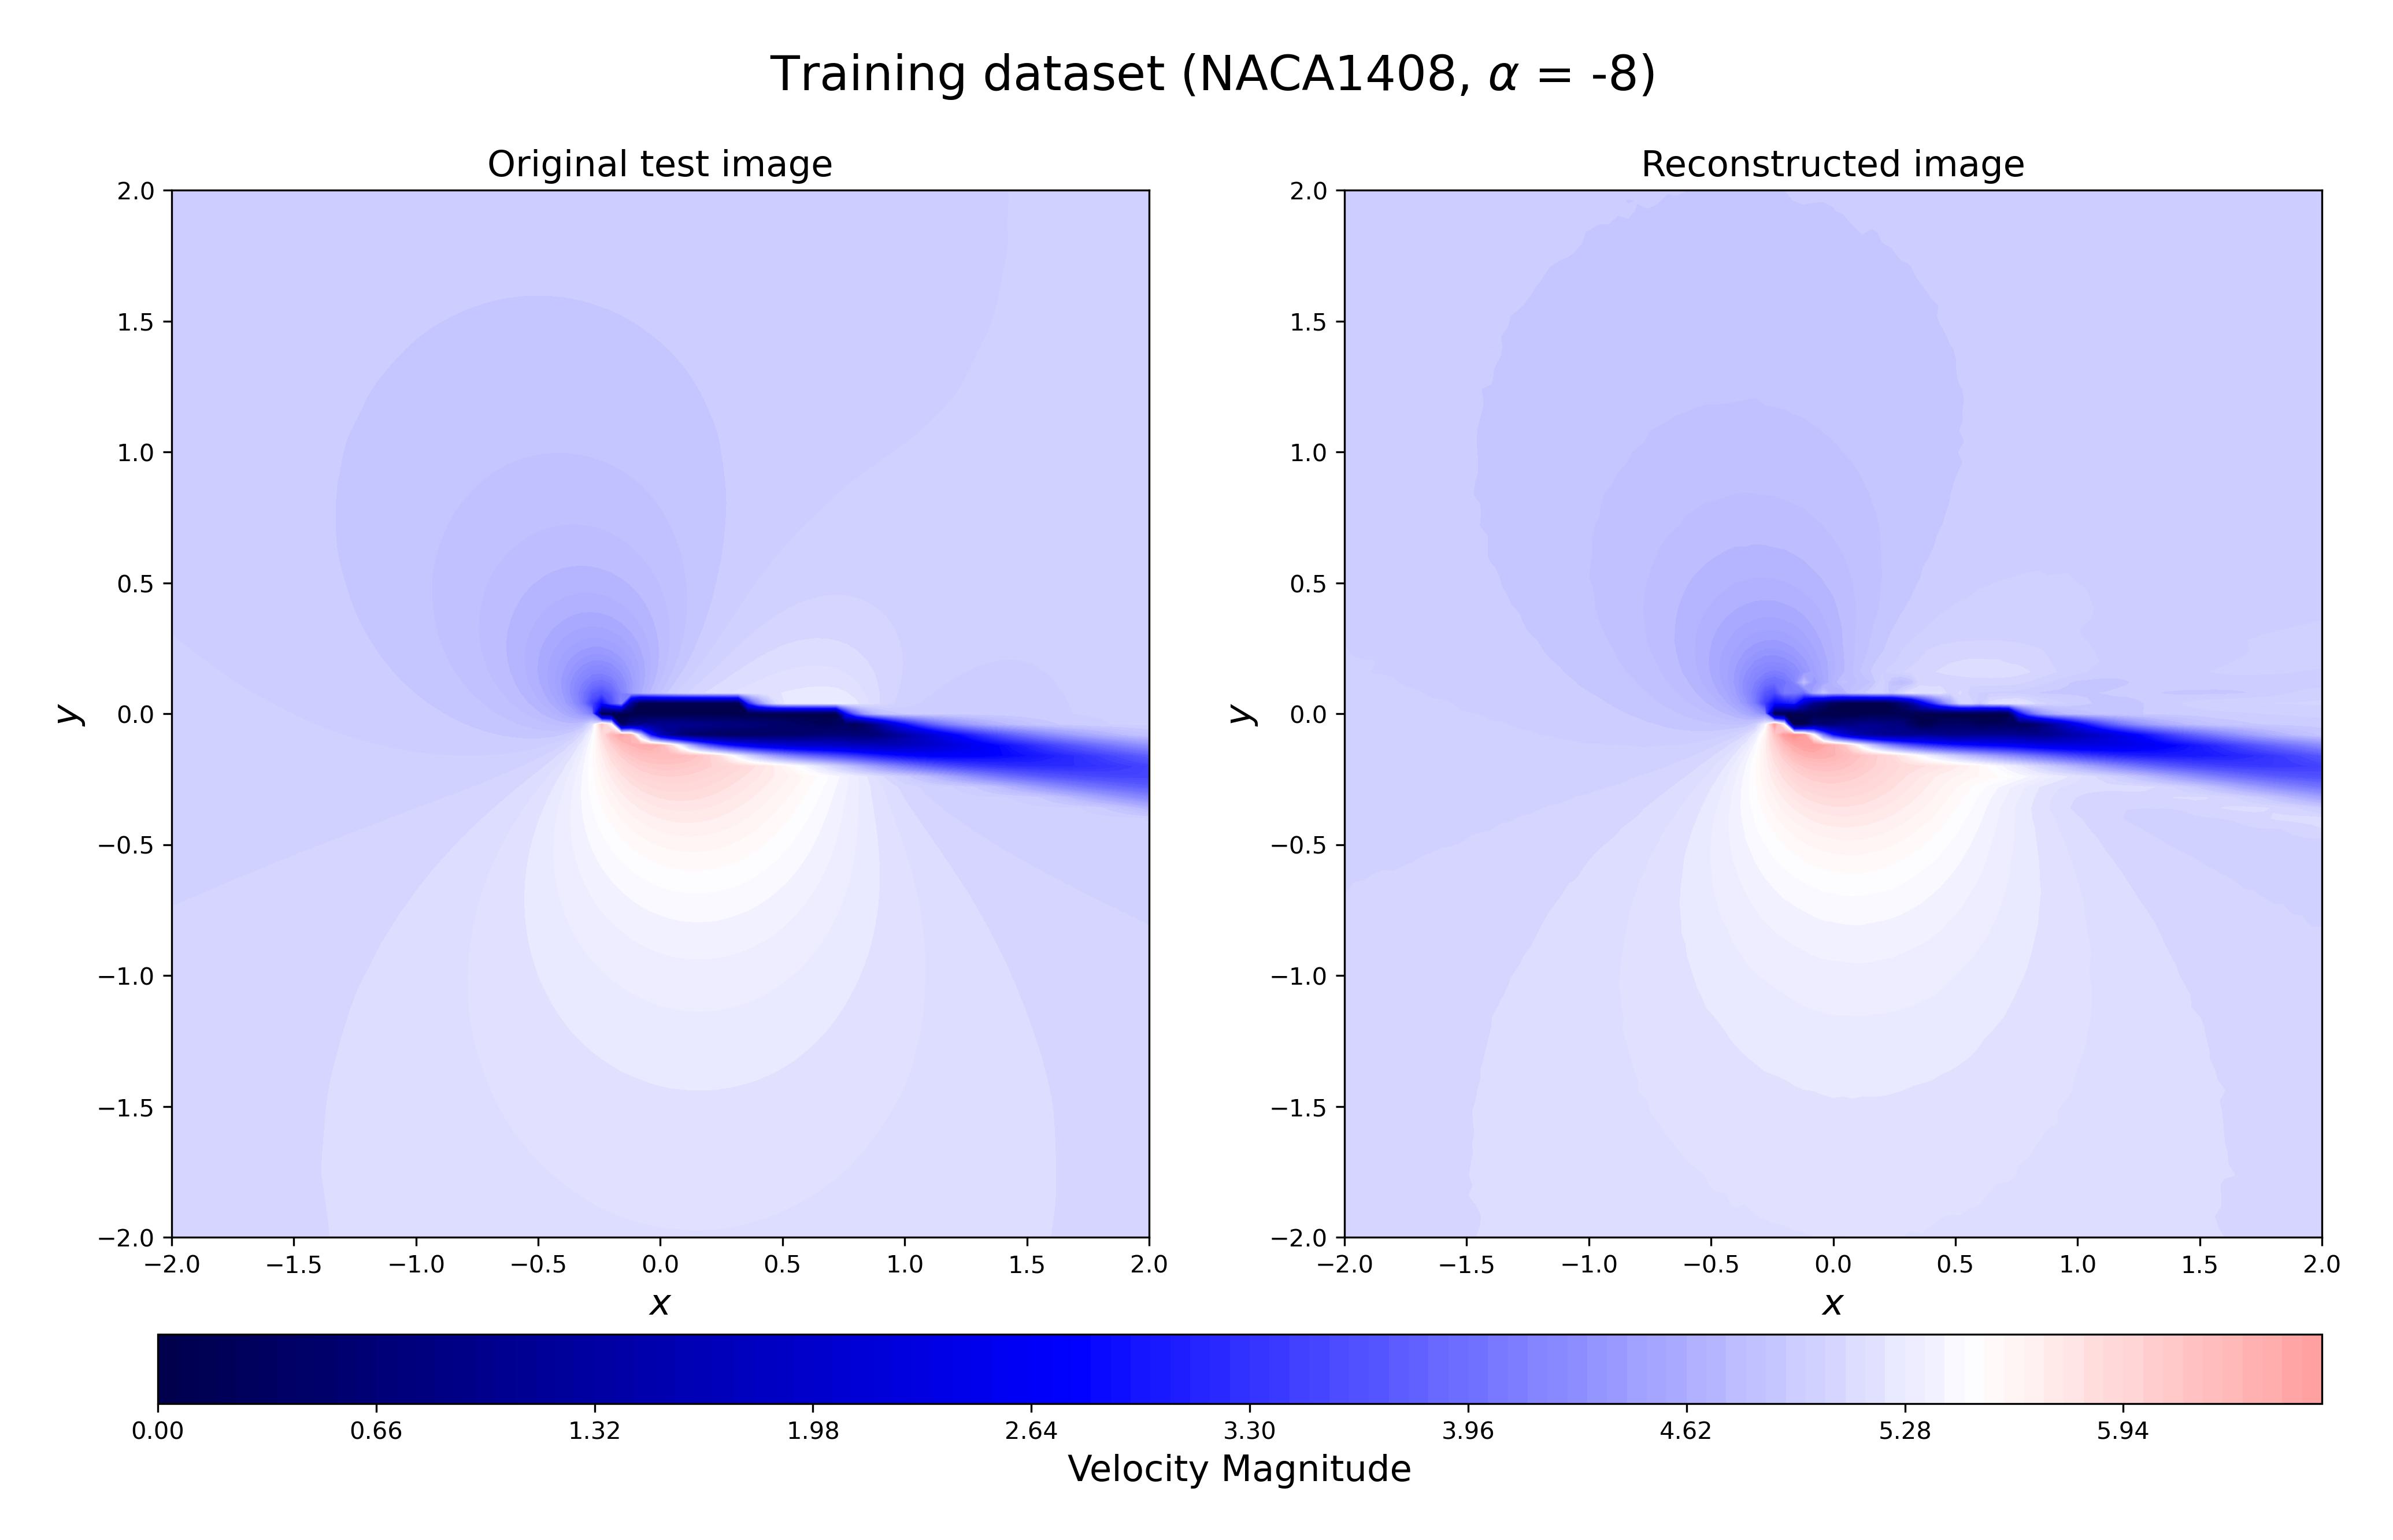 Training dataset (NACA1408, α = -8)
Original test image
Reconstructed image
2.0
1.5
1.0
0.5
0.0
−0.5
−1.0
−1.5
−2.0
y
−2.0 −1.5 −1.0 −0.5 0.0 0.5 1.0 1.5 2.0
x
2.0
1.5
1.0
0.5
0.0
−0.5
−1.0
−1.5
−2.0
y
−2.0 −1.5 −1.0 −0.5 0.0 0.5 1.0 1.5 2.0
x
0.00 0.66 1.32 1.98 2.64 3.30 3.96 4.62 5.28 5.94
Velocity Magnitude